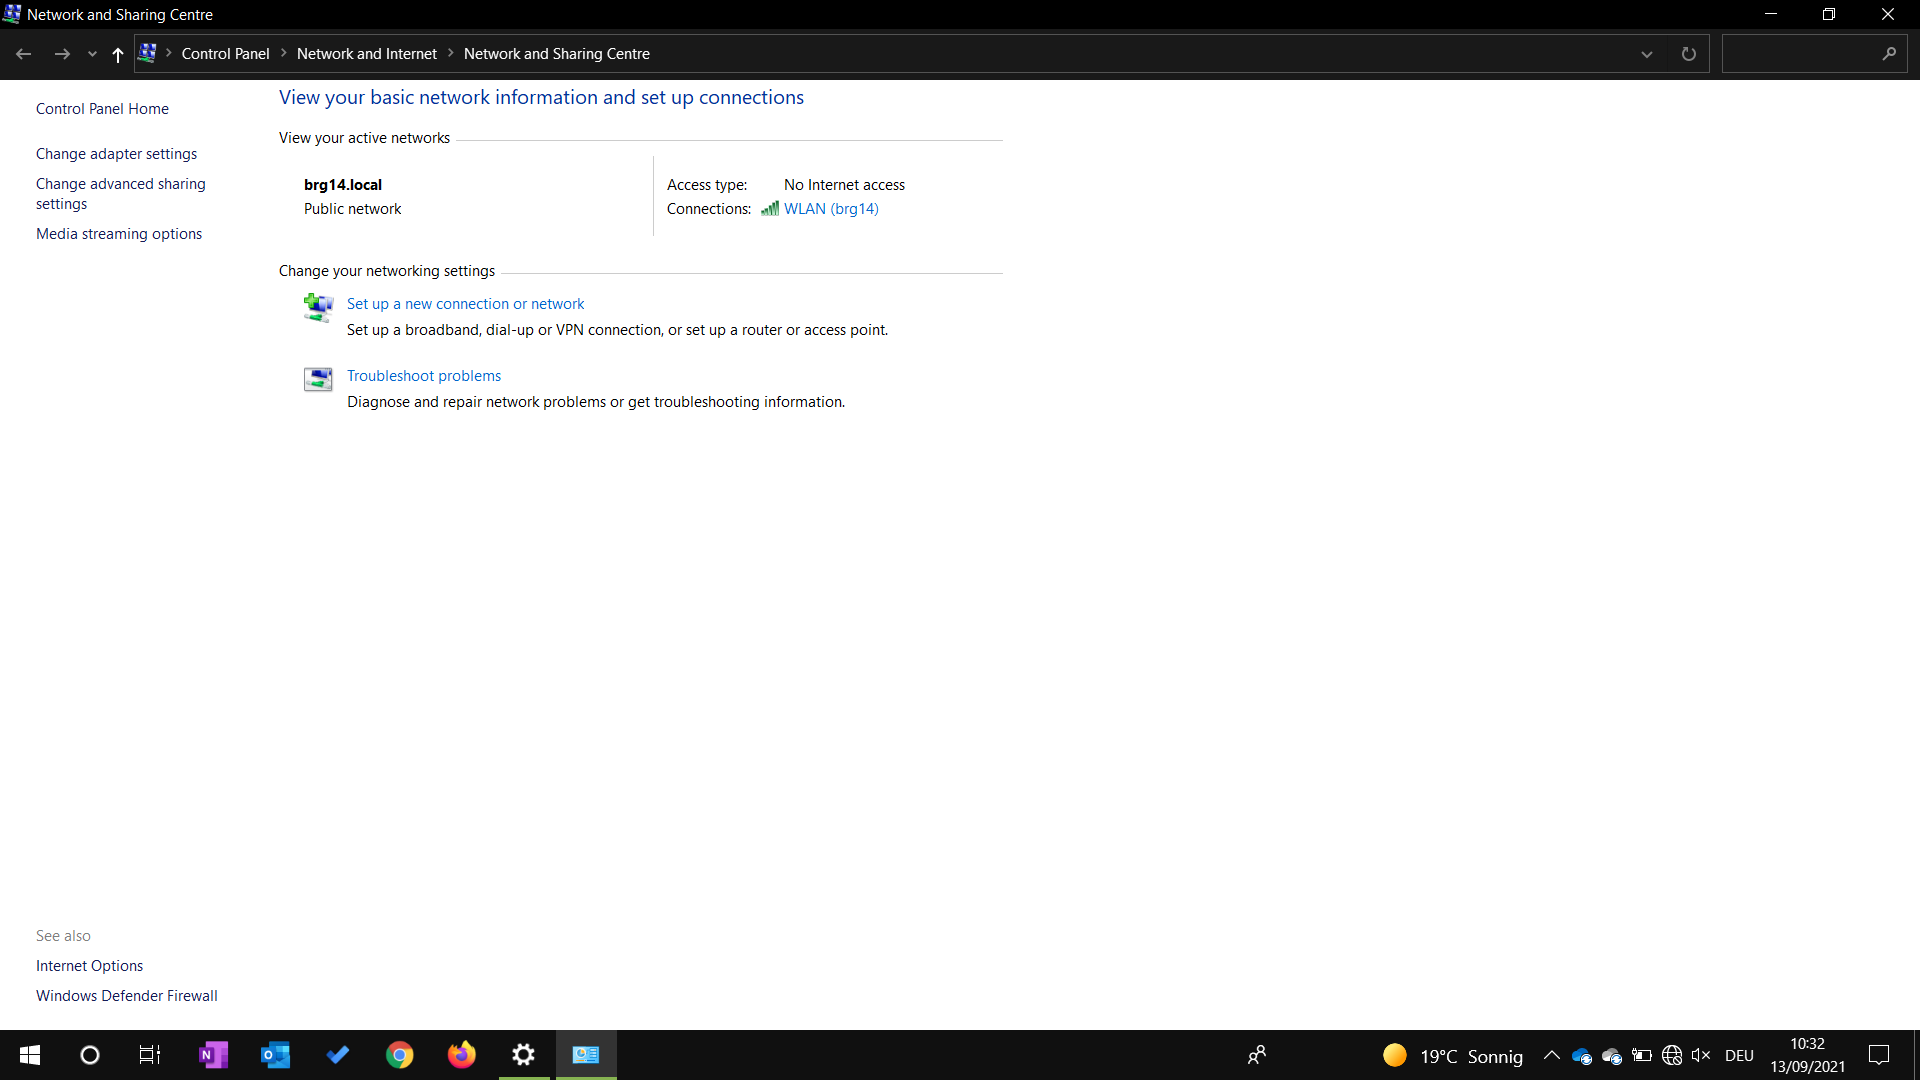 Network and Sharing Centre
Control Panel
Network and Internet
Network and Sharing Centre
Control Panel Home
Change adapter settings
Change advanced sharing
settings
Media streaming options
View your basic network information and set up connections
View your active networks
brg14.local
Public network
Access type: No Internet access
Connections: WLAN (brg14)
Change your networking settings
Set up a new connection or network
Set up a broadband, dial-up or VPN connection, or set up a router or access point.
Troubleshoot problems
Diagnose and repair network problems or get troubleshooting information.
See also
Internet Options
Windows Defender Firewall
19°C Sonnig
DEU
10:32
13/09/2021